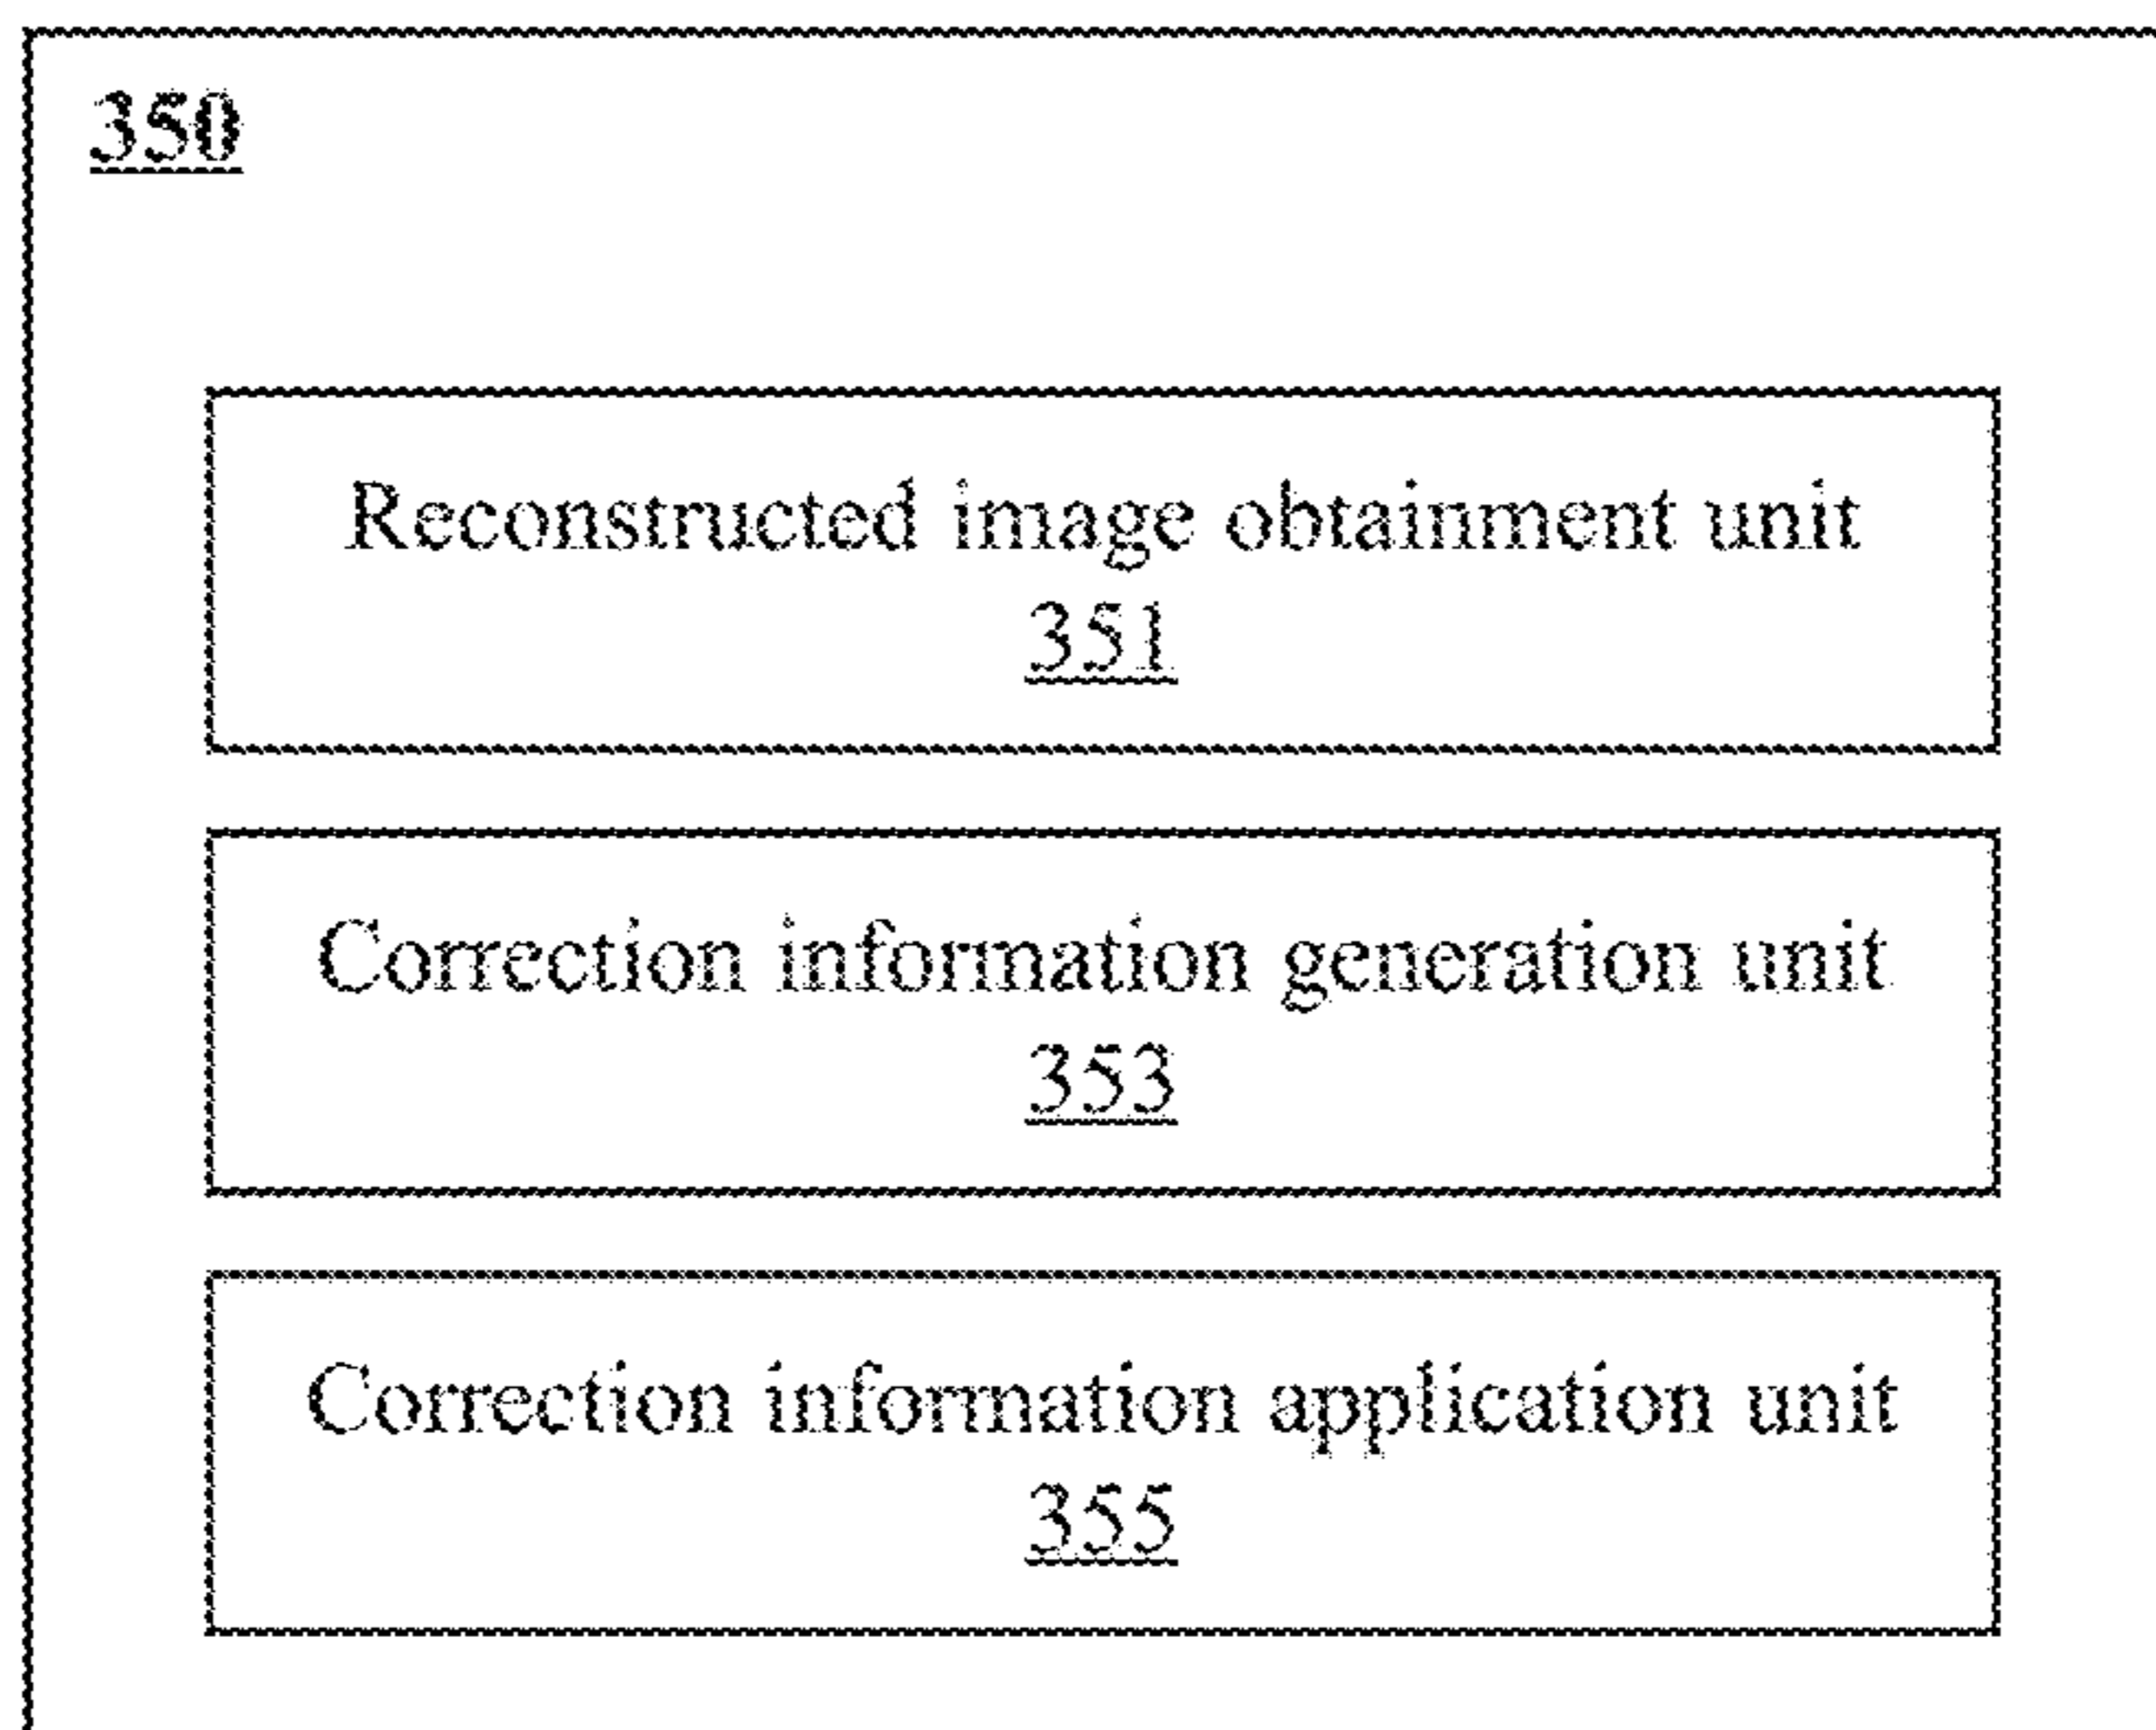 350
Reconstructed image obtainment unit
351
Correction information generation unit
353
Correction information application unit
355